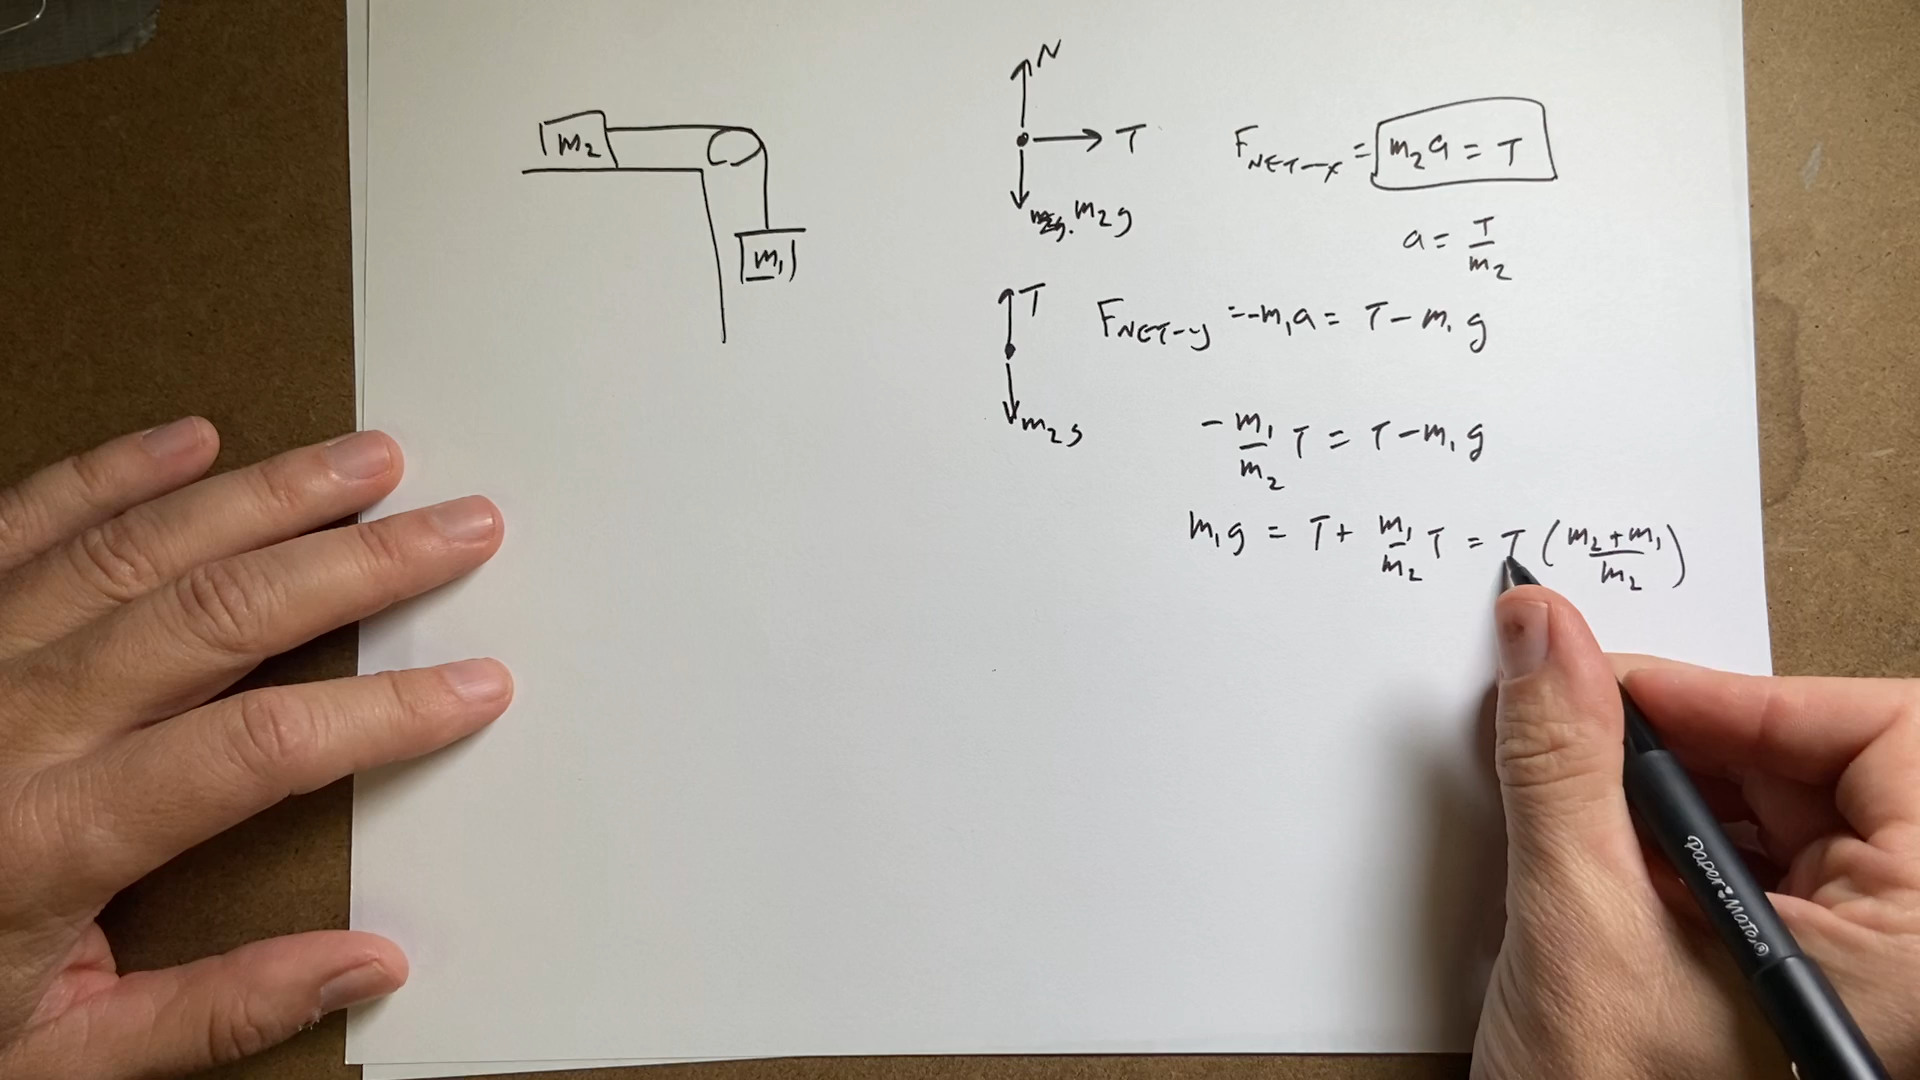 m₂
m₁
N
T
m₂g
F_NET-x = m₂a = T
a = T/m₂
T
m₂g
F_NET-y = -m₁a = T - m₁g
- m₁/m₂ T = T - m₁g
m₁g = T + m₁/m₂ T = T (m₂ + m₁ / m₂)
Paper Mate®